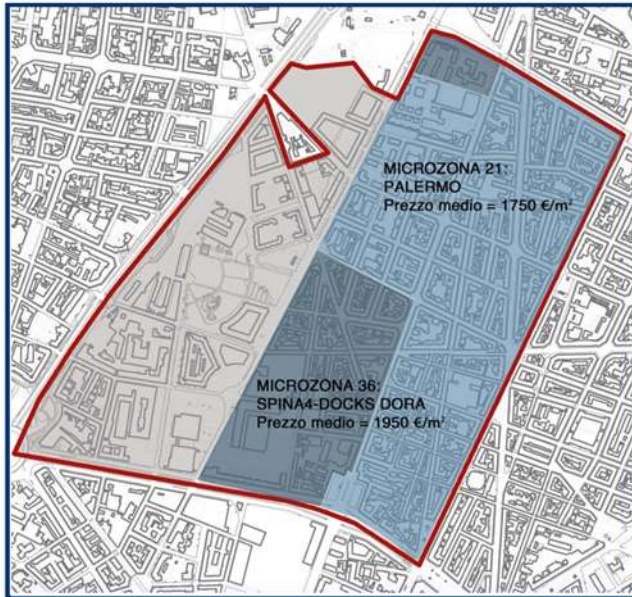 MICROZONA 21:
PALERMO
Prezzo medio = 1750 €/m²
MICROZONA 36:
SPINA4-DOCKS DORA
Prezzo medio = 1950 €/m²